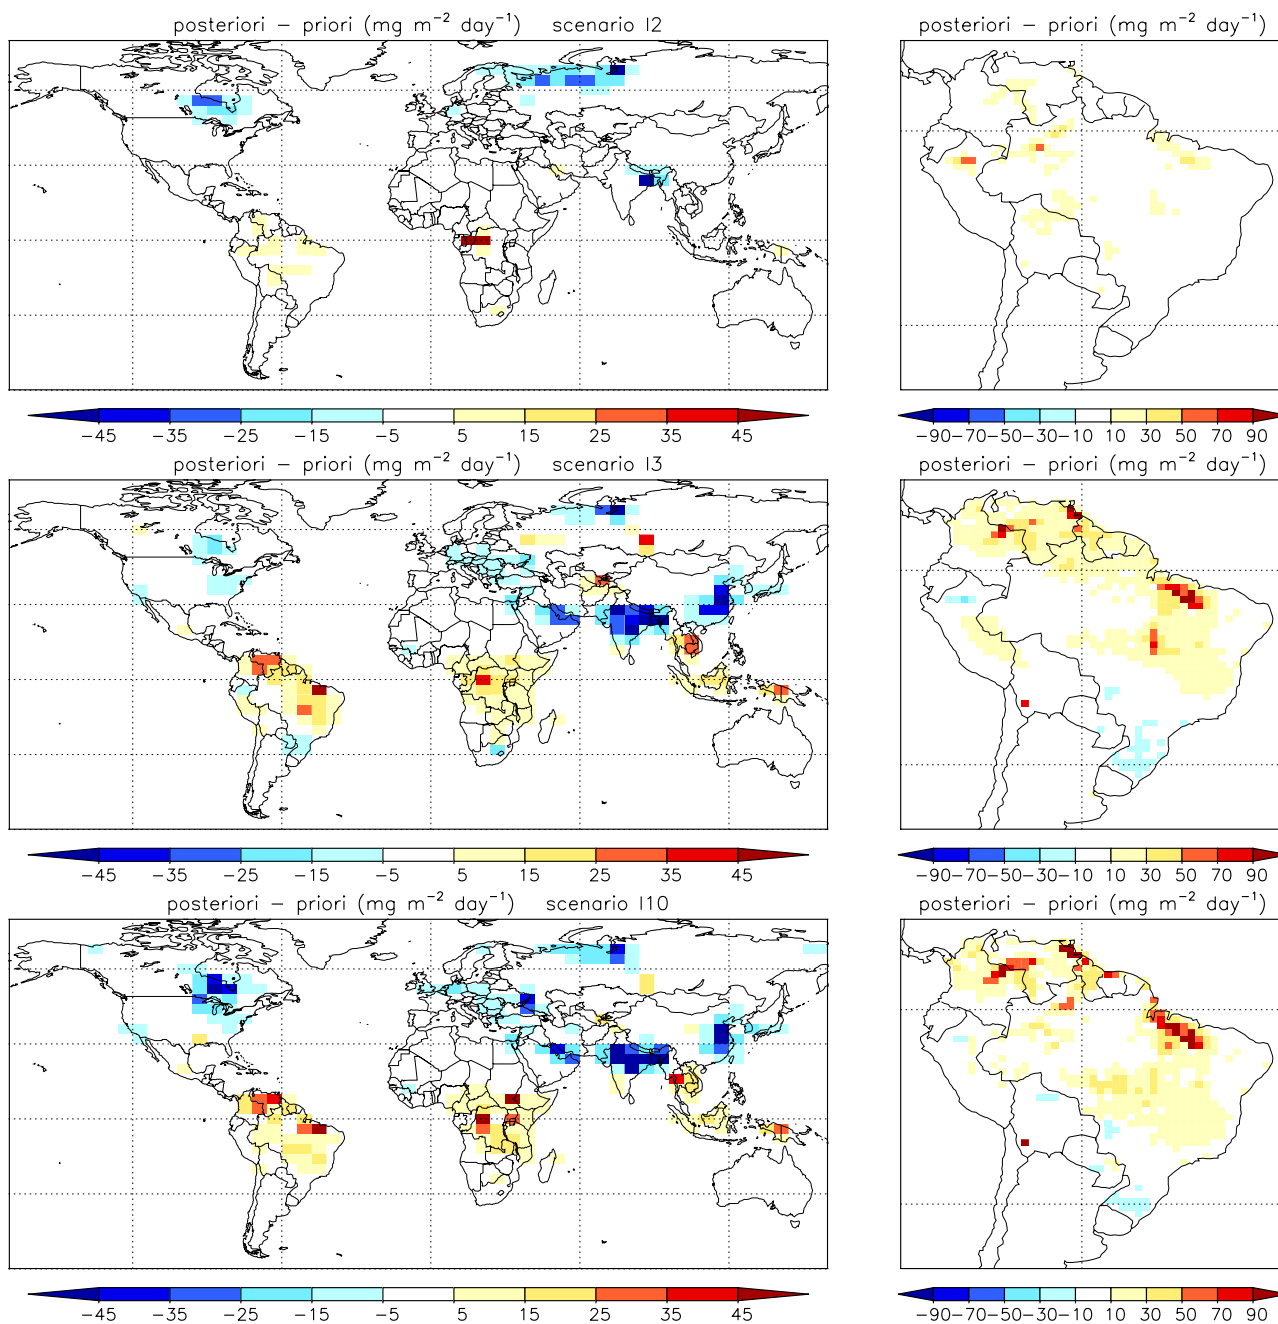 posteriori − priori (mg m⁻² day⁻¹) scenario I2
posteriori − priori (mg m⁻² day⁻¹)
−45 −35 −25 −15 −5 5 15 25 35 45
−90 −70 −50 −30 −10 10 30 50 70 90
posteriori − priori (mg m⁻² day⁻¹) scenario I3
posteriori − priori (mg m⁻² day⁻¹)
−45 −35 −25 −15 −5 5 15 25 35 45
−90 −70 −50 −30 −10 10 30 50 70 90
posteriori − priori (mg m⁻² day⁻¹) scenario I10
posteriori − priori (mg m⁻² day⁻¹)
−45 −35 −25 −15 −5 5 15 25 35 45
−90 −70 −50 −30 −10 10 30 50 70 90